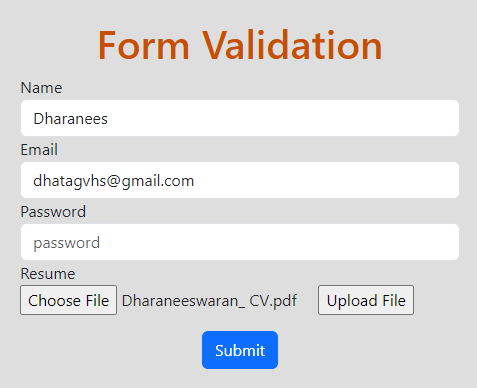 Form Validation
Name
Dharanees
Email
dhatagvhs@gmail.com
Password
password
Resume
Choose File Dharaneeswaran_ CV.pdf Upload File
Submit